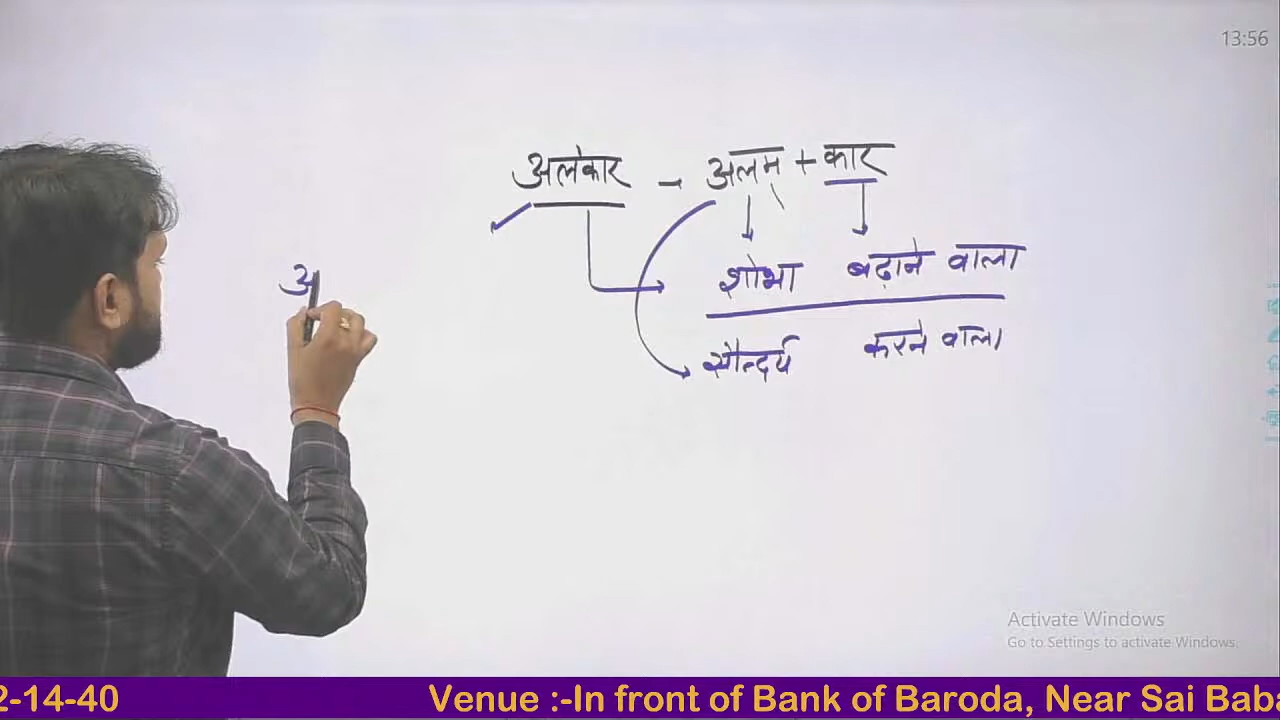 13:56
अलंकार - अलम् + कार
शोभा बढ़ाने वाला
सौन्दर्य करने वाला
अ
Activate Windows
Go to Settings to activate Windows.
2-14-40 Venue :-In front of Bank of Baroda, Near Sai Baba